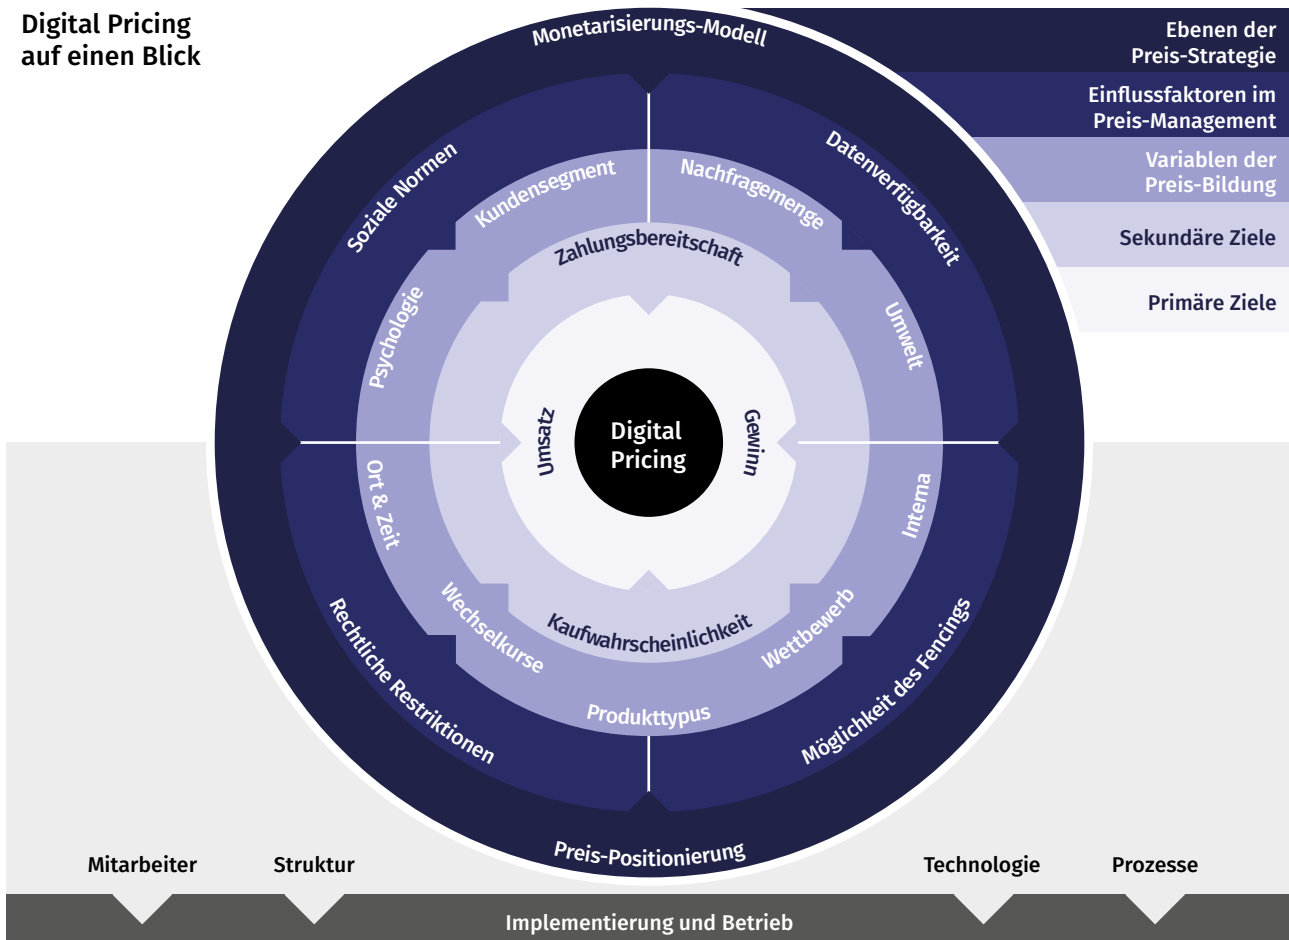 Digital Pricing
auf einen Blick
Ebenen der
Preis-Strategie
Einflussfaktoren im
Preis-Management
Variablen der
Preis-Bildung
Sekundäre Ziele
Primäre Ziele
Monetarisierungs-Modell
Soziale Normen
Datenverfügbarkeit
Kundensegment
Nachfragemenge
Zahlungsbereitschaft
Psychologie
Umwelt
Umsatz
Digital
Pricing
Gewinn
Ort & Zeit
Interna
Wechselkurse
Kaufwahrscheinlichkeit
Wettbewerb
Produkttypus
Rechtliche Restriktionen
Möglichkeit des Fencings
Preis-Positionierung
Mitarbeiter
Struktur
Technologie
Prozesse
Implementierung und Betrieb